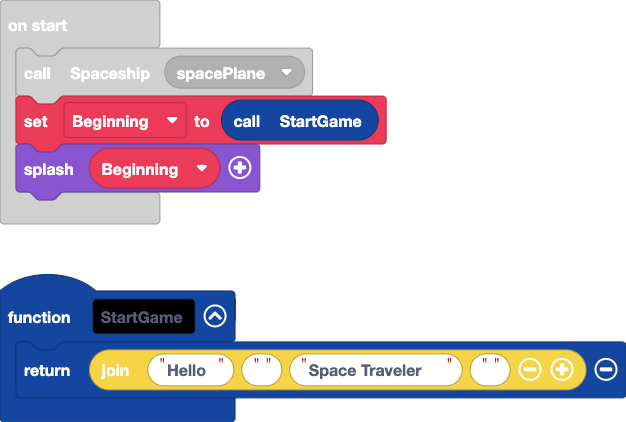 on start
call Spaceship spacePlane
set Beginning to call StartGame
splash Beginning
function StartGame
return join "Hello " " " "Space Traveler " " "